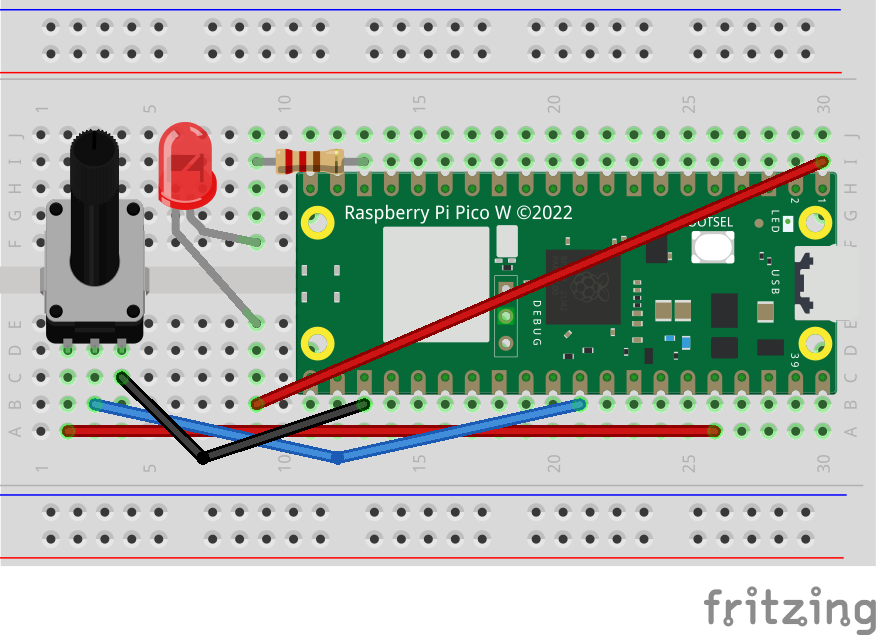 1 5 10 15 20 25 30
J J
I I
H H
G G
F F
2 1
Raspberry Pi Pico W ©2022
OOTSEL
LED
USB
DEBUG
39
E E
D D
C C
B B
A A
1 5 10 15 20 25 30
fritzing